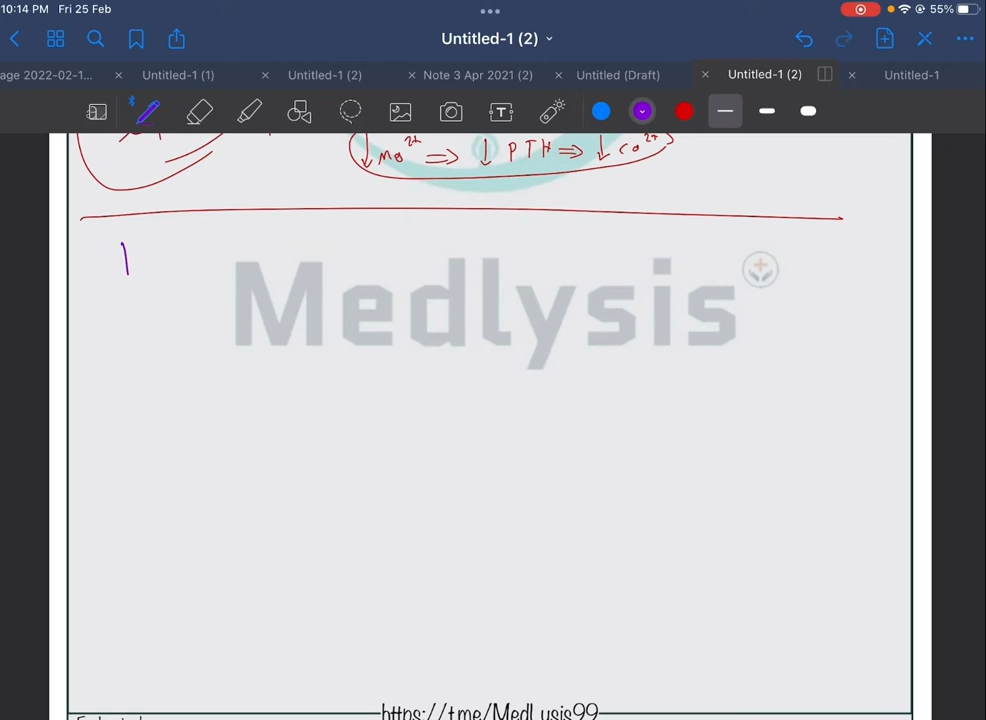 10:14 PM Fri 25 Feb 55%
Untitled-1 (2)
age 2022-02-1... Untitled-1 (1) Untitled-1 (2) Note 3 Apr 2021 (2) Untitled (Draft) Untitled-1 (2) Untitled-1
↓ Mg²⁺ ⇒ ↓ PTH ⇒ ↓ Ca²⁺
Medlysis
https://t.me/MedLysis99